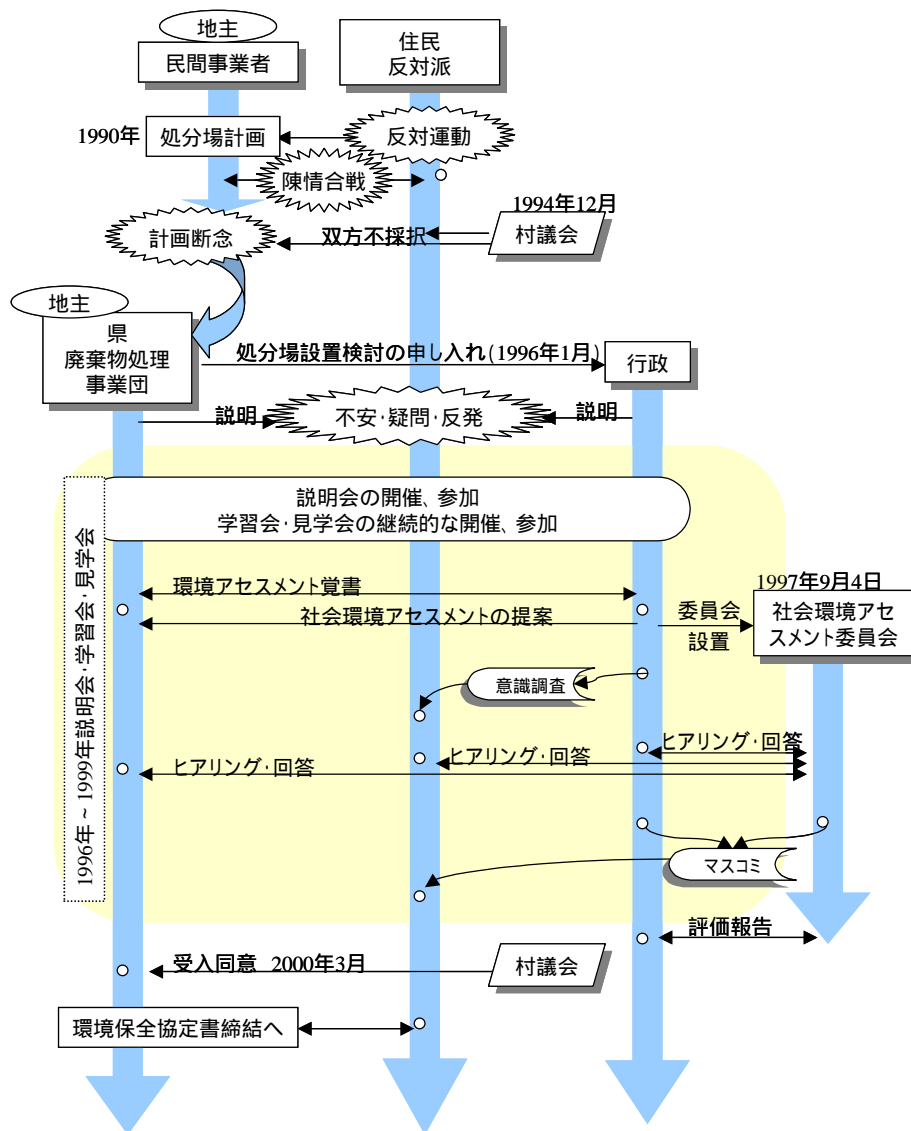 地主
民間事業者
住民
反対派
1990年
処分場計画
反対運動
陳情合戦
1994年12月
村議会
双方不採択
計画断念
地主
県
廃棄物処理
事業団
処分場設置検討の申し入れ(1996年1月)
行政
説明
不安・疑問・反発
説明
説明会の開催、参加
学習会・見学会の継続的な開催、参加
1996年~1999年説明会・学習会・見学会
環境アセスメント覚書
社会環境アセスメントの提案
委員会
設置
1997年9月4日
社会環境アセ
スメント委員会
意識調査
ヒアリング・回答
ヒアリング・回答
ヒアリング・回答
マスコミ
評価報告
受入同意 2000年3月
村議会
環境保全協定書締結へ